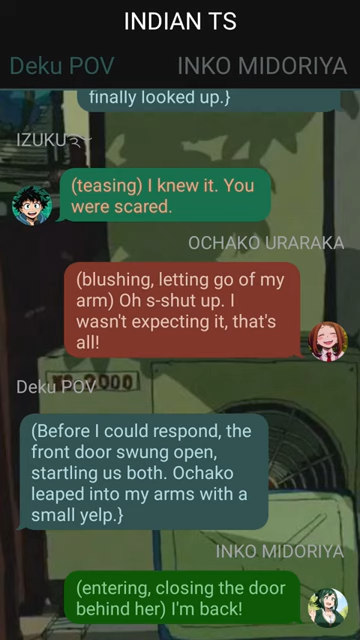 INDIAN TS
Deku POV
INKO MIDORIYA
finally looked up.}
IZUKU
(teasing) I knew it. You
were scared.
OCHAKO URARAKA
(blushing, letting go of my
arm) Oh s-shut up. I
wasn't expecting it, that's
all!
Deku POV
(Before I could respond, the
front door swung open,
startling us both. Ochako
leaped into my arms with a
small yelp.}
INKO MIDORIYA
(entering, closing the door
behind her) I'm back!